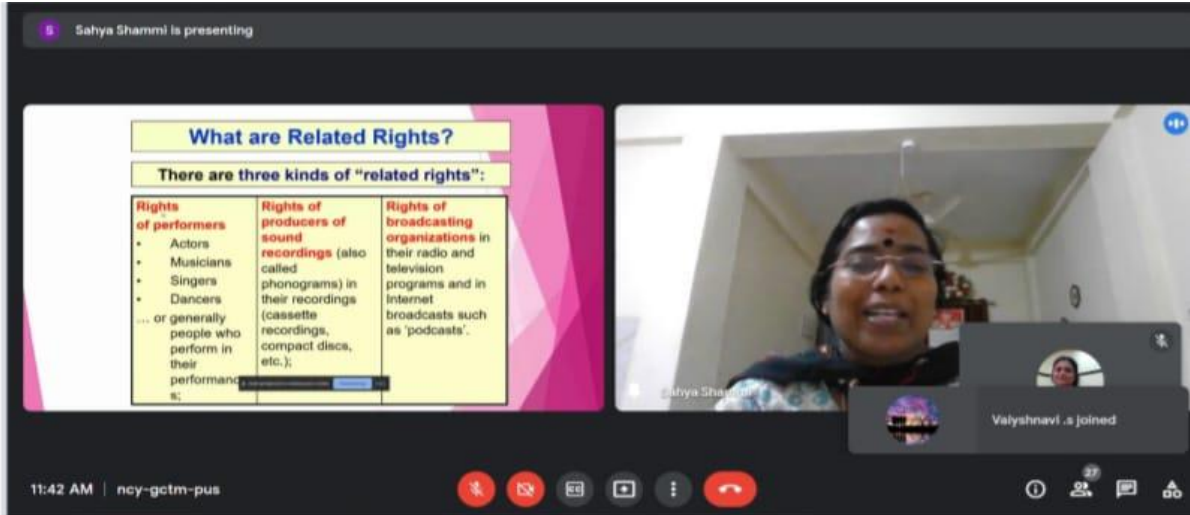 S Sahya Shammi is presenting
What are Related Rights?
There are three kinds of “related rights”:
Rights
of performers
• Actors
• Musicians
• Singers
• Dancers
… or generally
people who
perform in
their
performanc
s;
Rights of
producers of
sound
recordings (also
called
phonograms) in
their recordings
(cassette
recordings,
compact discs,
etc.);
Rights of
broadcasting
organizations in
their radio and
television
programs and in
Internet
broadcasts such
as ‘podcasts’.
Sahya Sha
Vaiyshnavi .s joined
11:42 AM | ncy-gctm-pus
CC
27